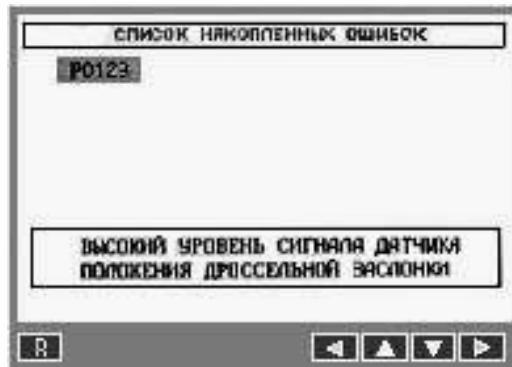 СПИСОК НАКОПЛЕННЫХ ОШИБОК
P0123
ВЫСОКИЙ УРОВЕНЬ СИГНАЛА ДАТЧИКА
ПОЛОЖЕНИЯ ДРОССЕЛЬНОЙ ЗАСЛОНКИ
R